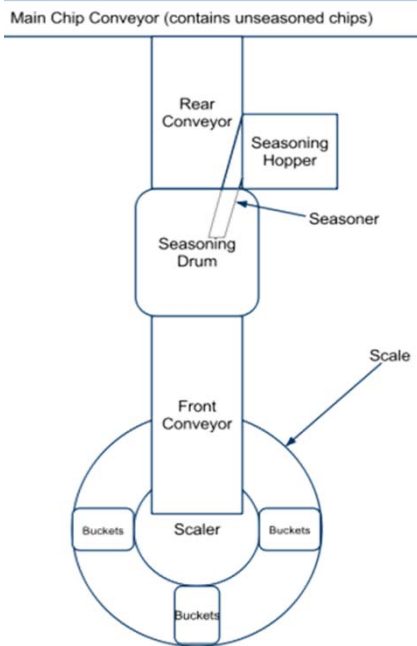 Main Chip Conveyor (contains unseasoned chips)
Rear
Conveyor
Seasoning
Hopper
Seasoner
Seasoning
Drum
Scale
Front
Conveyor
Buckets
Scaler
Buckets
Buckets